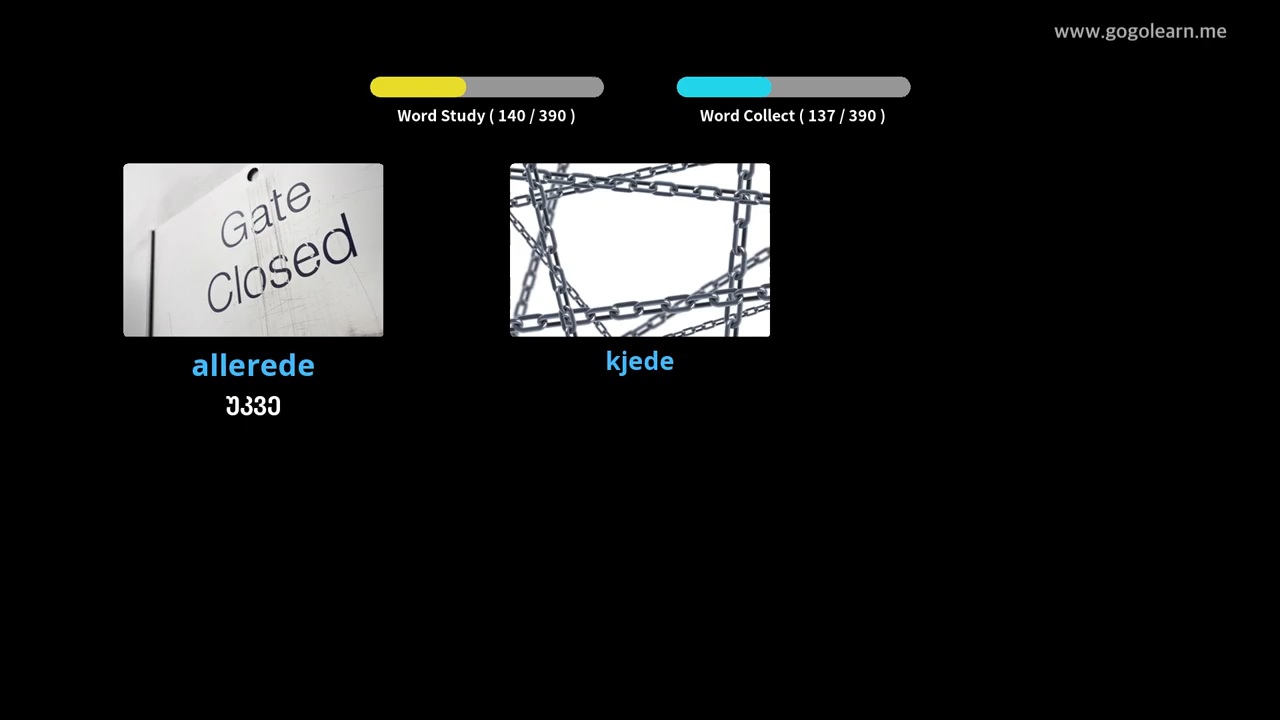 www.gogolearn.me
Word Study ( 140 / 390 )
Word Collect ( 137 / 390 )
Gate
Closed
allerede
უკვე
kjede